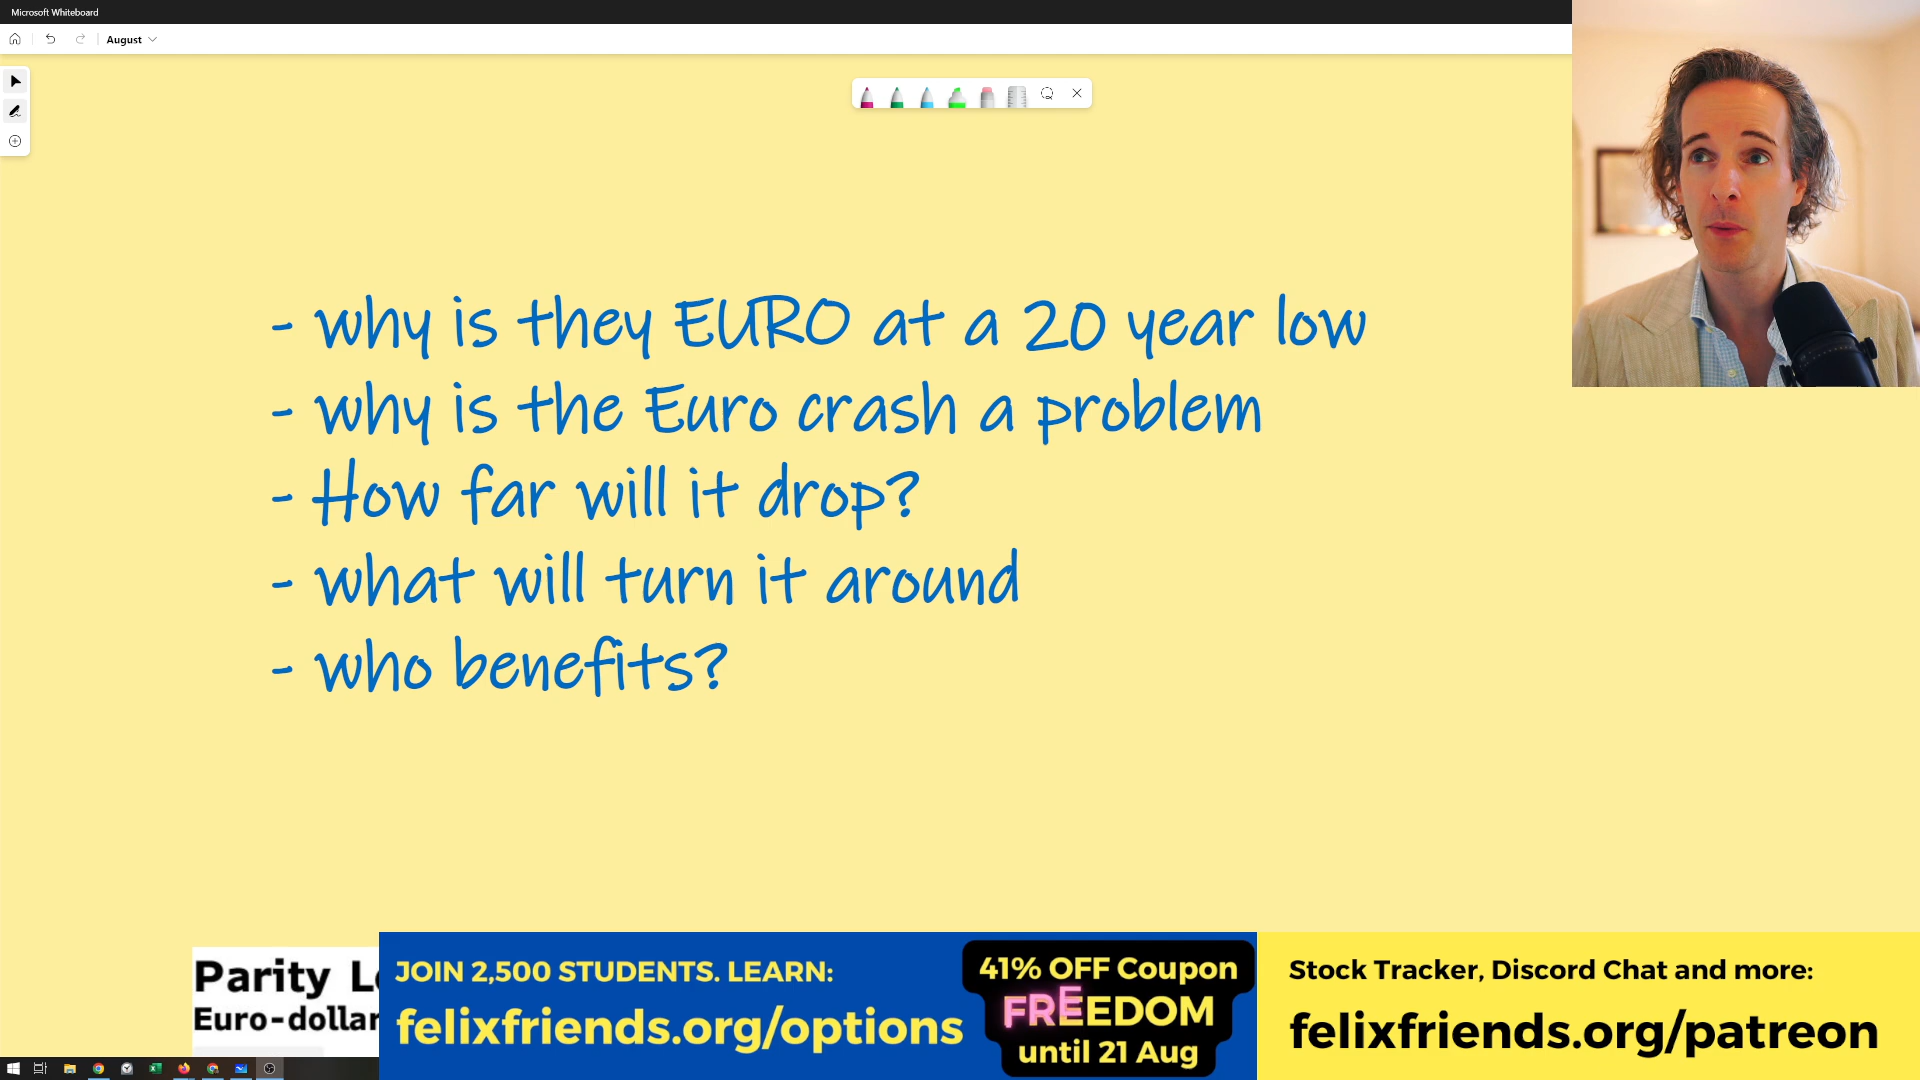 Microsoft Whiteboard
August
- why is they EURO at a 20 year low
- why is the Euro crash a problem
- How far will it drop?
- what will turn it around
- who benefits?
Parity L
Euro-dollar
JOIN 2,500 STUDENTS. LEARN:
felixfriends.org/options
41% OFF Coupon
FREEDOM
until 21 Aug
Stock Tracker, Discord Chat and more:
felixfriends.org/patreon